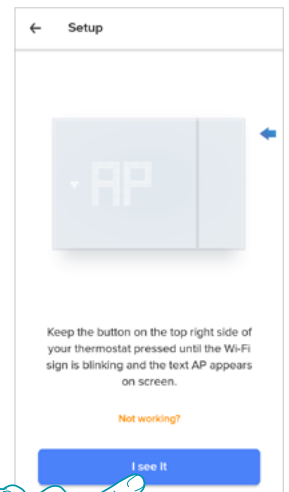 Setup
AP
Keep the button on the top right side of
your thermostat pressed until the Wi-Fi
sign is blinking and the text AP appears
on screen.
Not working?
I see It